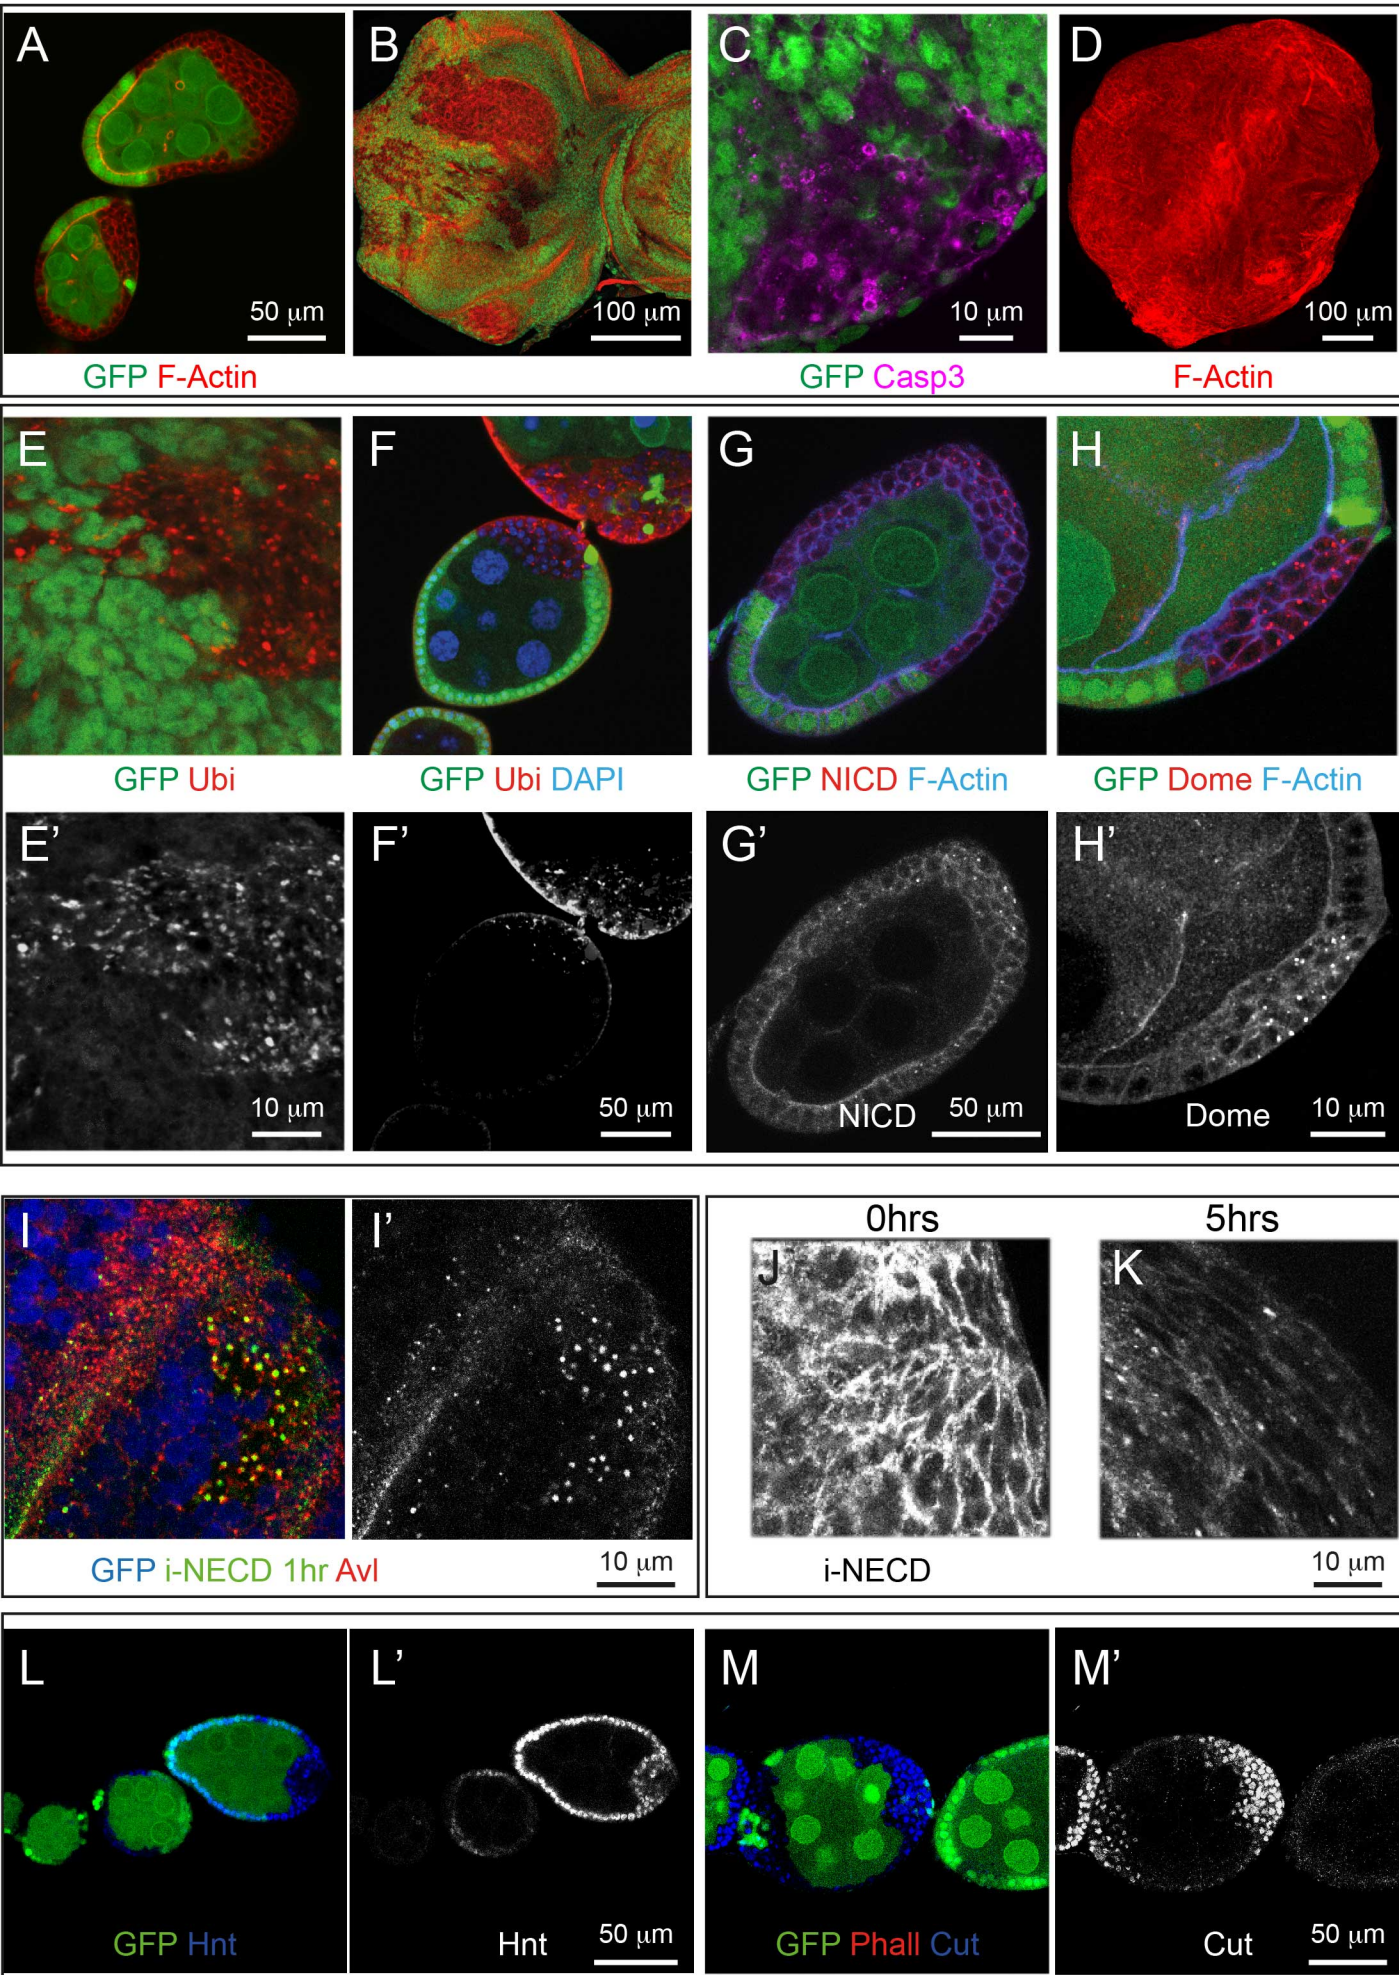 A B C D
50 μm 100 μm 10 μm 100 μm
GFP F-Actin GFP Casp3 F-Actin
E F G H
GFP Ubi GFP Ubi DAPI GFP NICD F-Actin GFP Dome F-Actin
E’ F’ G’ H’
10 μm 50 μm NICD 50 μm Dome 10 μm
0hrs 5hrs
I I’ J K
GFP i-NECD 1hr Avl 10 μm i-NECD 10 μm
L L’ M M’
GFP Hnt Hnt 50 μm GFP Phall Cut Cut 50 μm